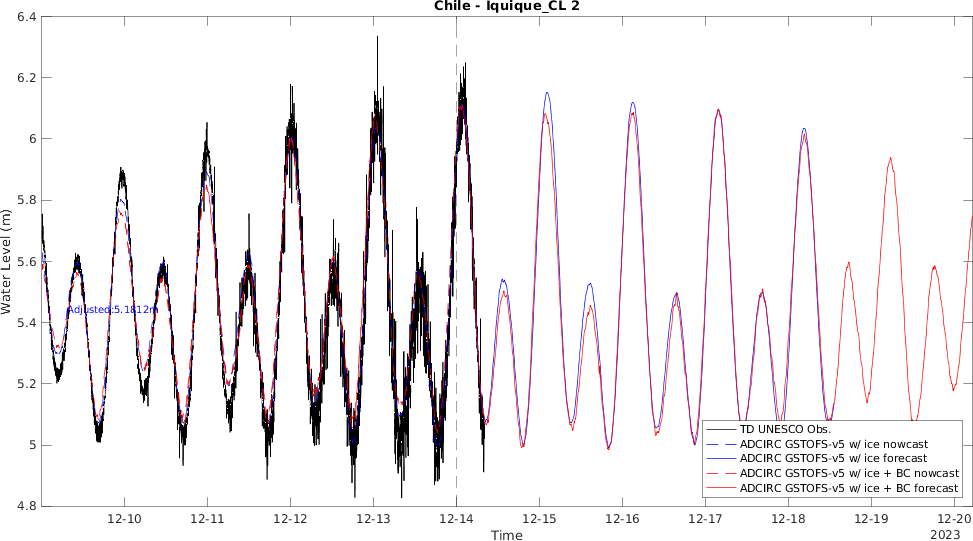 Chile - Iquique_CL 2
6.4
6.2
6
5.8
5.6
5.4
5.2
5
4.8
Water Level (m)
Adjusted:5.1812m
TD UNESCO Obs.
ADCIRC GSTOFS-v5 w/ ice nowcast
ADCIRC GSTOFS-v5 w/ ice forecast
ADCIRC GSTOFS-v5 w/ ice + BC nowcast
ADCIRC GSTOFS-v5 w/ ice + BC forecast
12-10 12-11 12-12 12-13 12-14 12-15 12-16 12-17 12-18 12-19 12-20
Time
2023